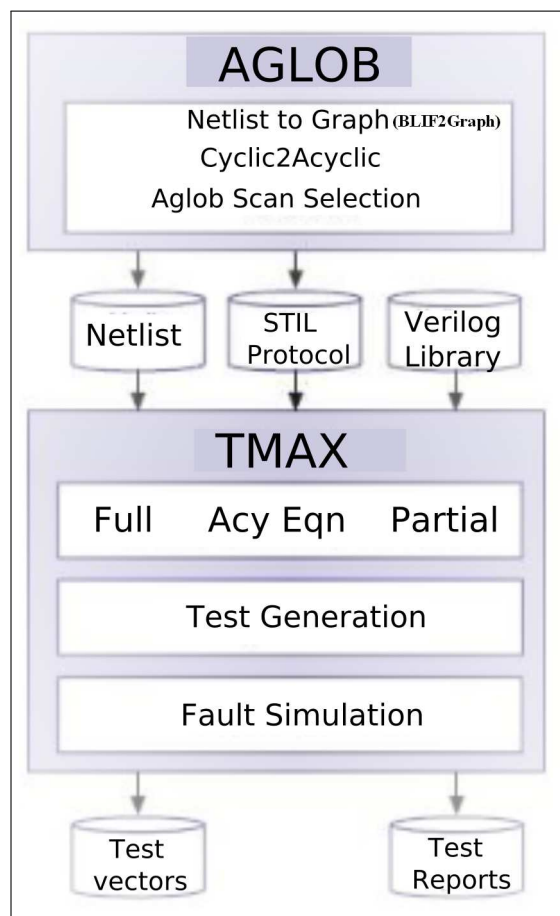 AGLOB
Netlist to Graph(BLIF2Graph)
Cyclic2Acyclic
Aglob Scan Selection
Netlist
STIL
Protocol
Verilog
Library
TMAX
Full Acy Eqn Partial
Test Generation
Fault Simulation
Test
vectors
Test
Reports